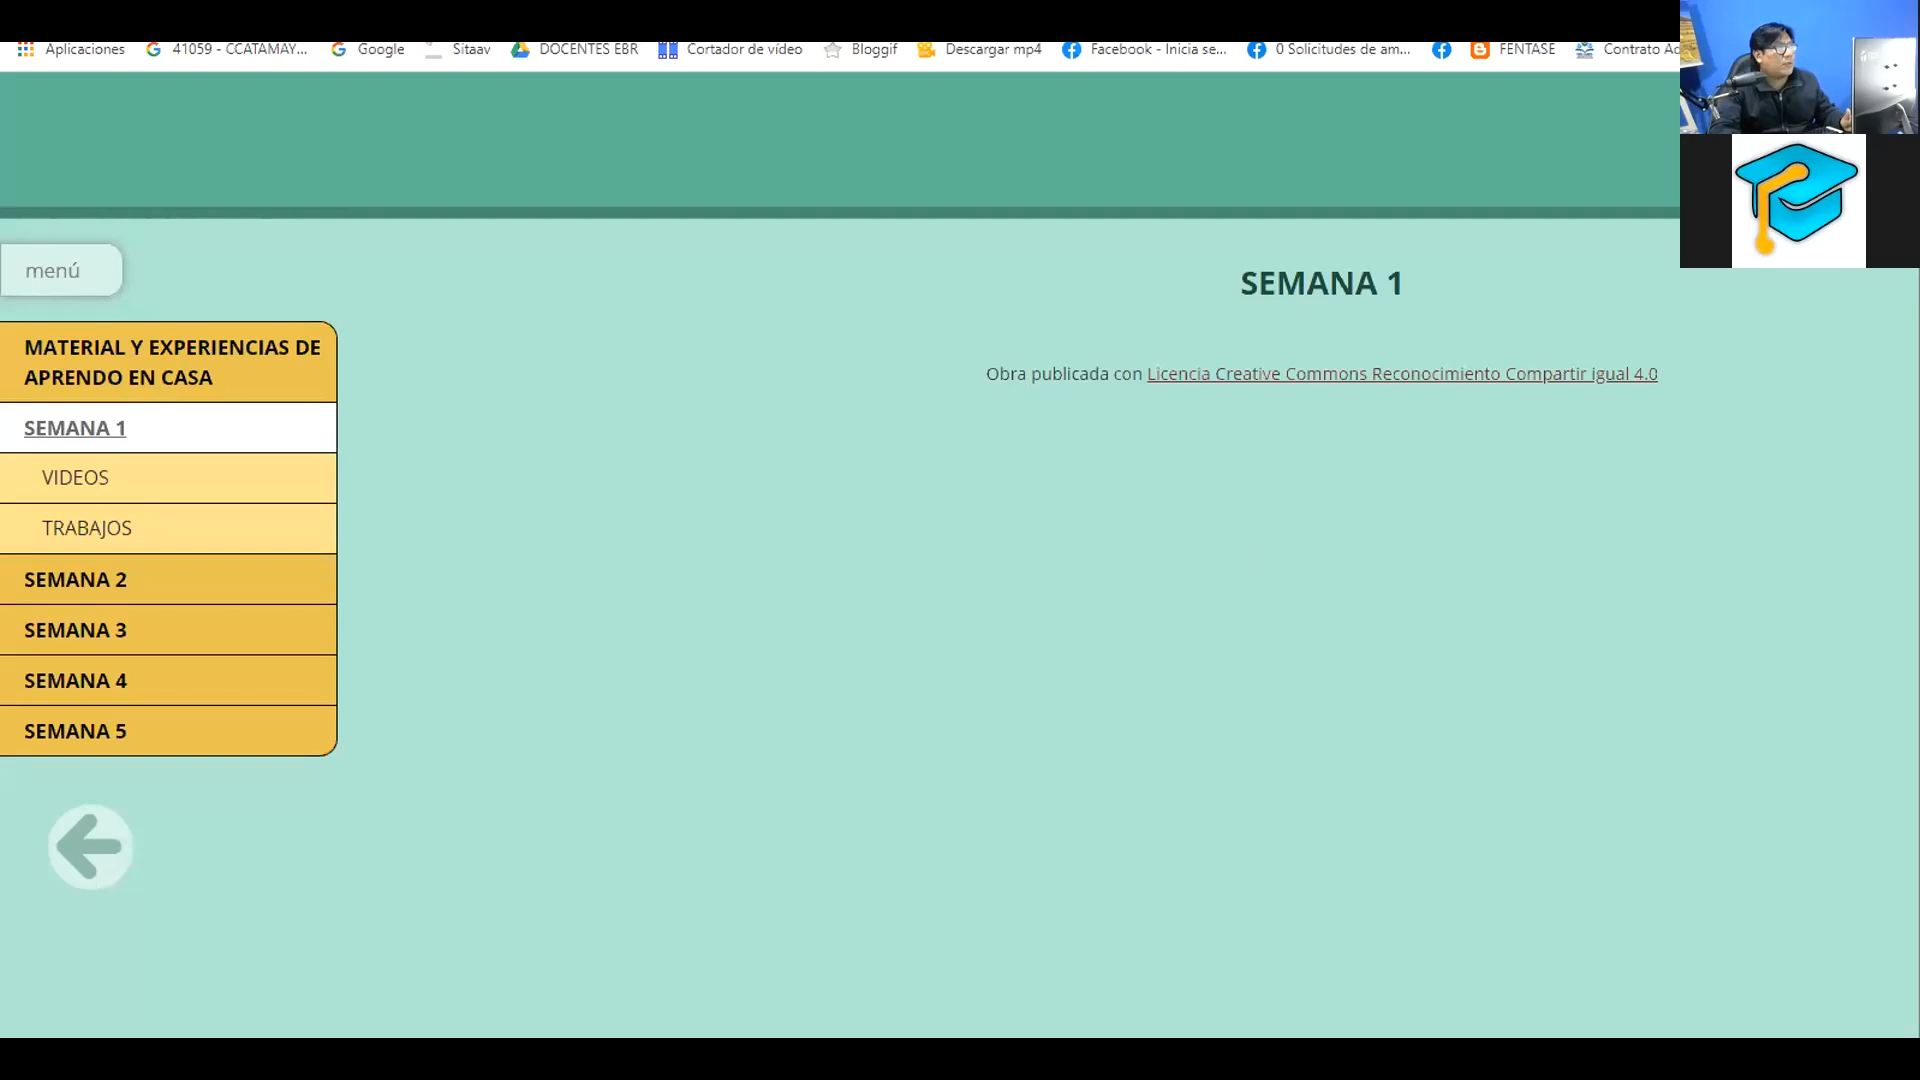 Aplicaciones 41059 - CCATAMAY... Google Sitaav DOCENTES EBR Cortador de vídeo Bloggif Descargar mp4 Facebook - Inicia se... 0 Solicitudes de am... FENTASE Contrato Ad
menú
SEMANA 1
MATERIAL Y EXPERIENCIAS DE
APRENDO EN CASA
Obra publicada con Licencia Creative Commons Reconocimiento Compartir igual 4.0
SEMANA 1
VIDEOS
TRABAJOS
SEMANA 2
SEMANA 3
SEMANA 4
SEMANA 5